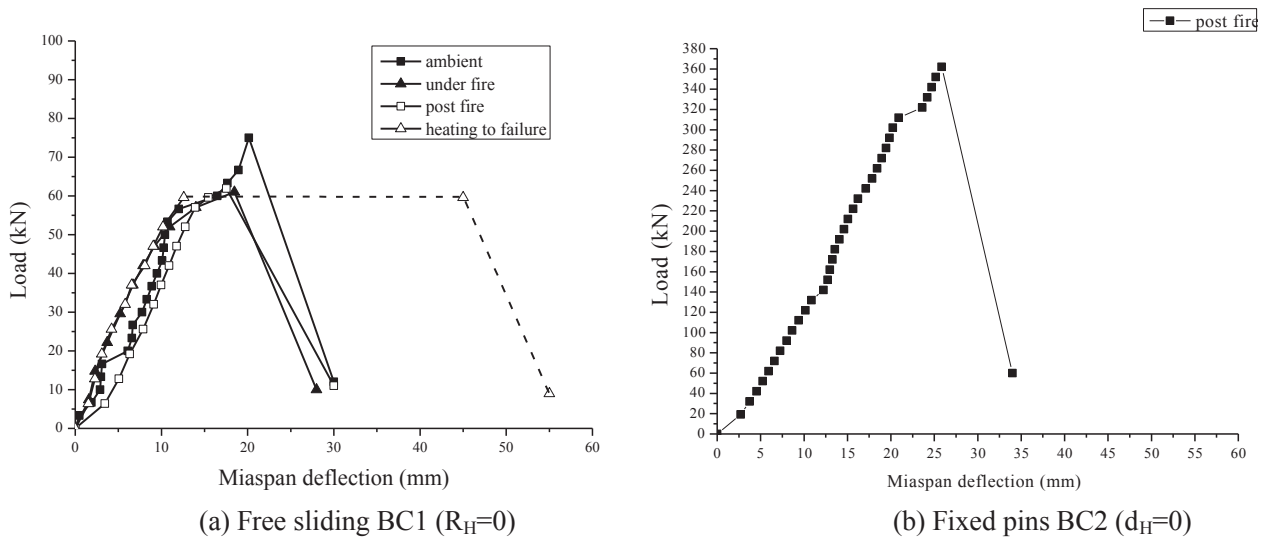 100
90
80
70
60
50
40
30
20
10
0
Load (kN)
ambient
under fire
post fire
heating to failure
0 10 20 30 40 50 60
Miaspan deflection (mm)
(a) Free sliding BC1 (R_H=0)
post fire
380
360
340
320
300
280
260
240
220
200
180
160
140
120
100
80
60
40
20
0
Load (kN)
0 5 10 15 20 25 30 35 40 45 50 55 60
Miaspan deflection (mm)
(b) Fixed pins BC2 (d_H=0)